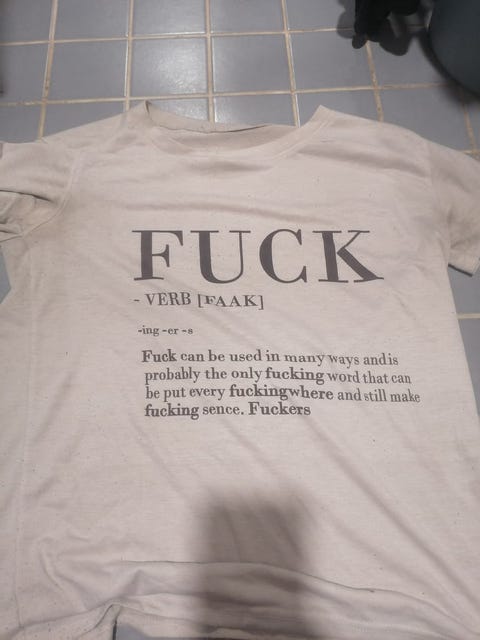 FUCK
- VERB [FAAK]
-ing -er -s
Fuck can be used in many ways and is
probably the only fucking word that can
be put every fuckingwhere and still make
fucking sence. Fuckers